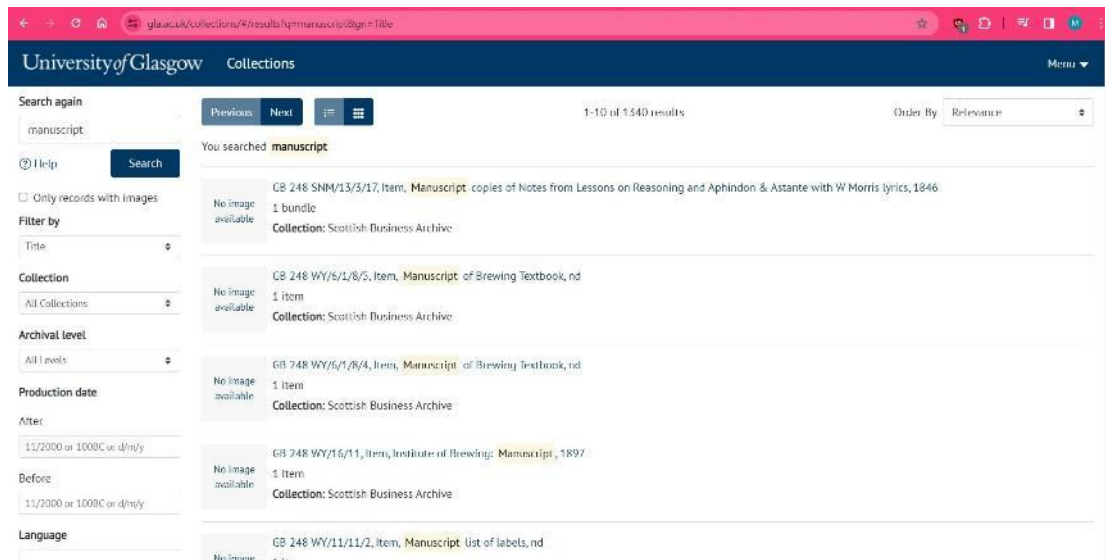 gla.ac.uk/collections/#/results?q=manuscript&gn=Title
University of Glasgow Collections Menu
Search again
manuscript
Help Search
Only records with images
Filter by
Title
Collection
All Collections
Archival level
All Levels
Production date
After
11/2000 or 100BC or d/m/y
Before
11/2000 or 100BC or d/m/y
Language
Previous Next 1-10 of 1340 results Order By Relevance
You searched manuscript
No image available
GB 248 SNM/13/3/17, Item, Manuscript copies of Notes from Lessons on Reasoning and Aphindon & Astante with W Morris lyrics, 1846
1 bundle
Collection: Scottish Business Archive
No image available
GB 248 WY/6/1/8/5, Item, Manuscript of Brewing Textbook, nd
1 item
Collection: Scottish Business Archive
No image available
GB 248 WY/6/1/8/4, Item, Manuscript of Brewing Textbook, nd
1 Item
Collection: Scottish Business Archive
No image available
GB 248 WY/16/11, Item, Institute of Brewing: Manuscript, 1897
1 Item
Collection: Scottish Business Archive
No image
GB 248 WY/11/11/2, Item, Manuscript list of labels, nd